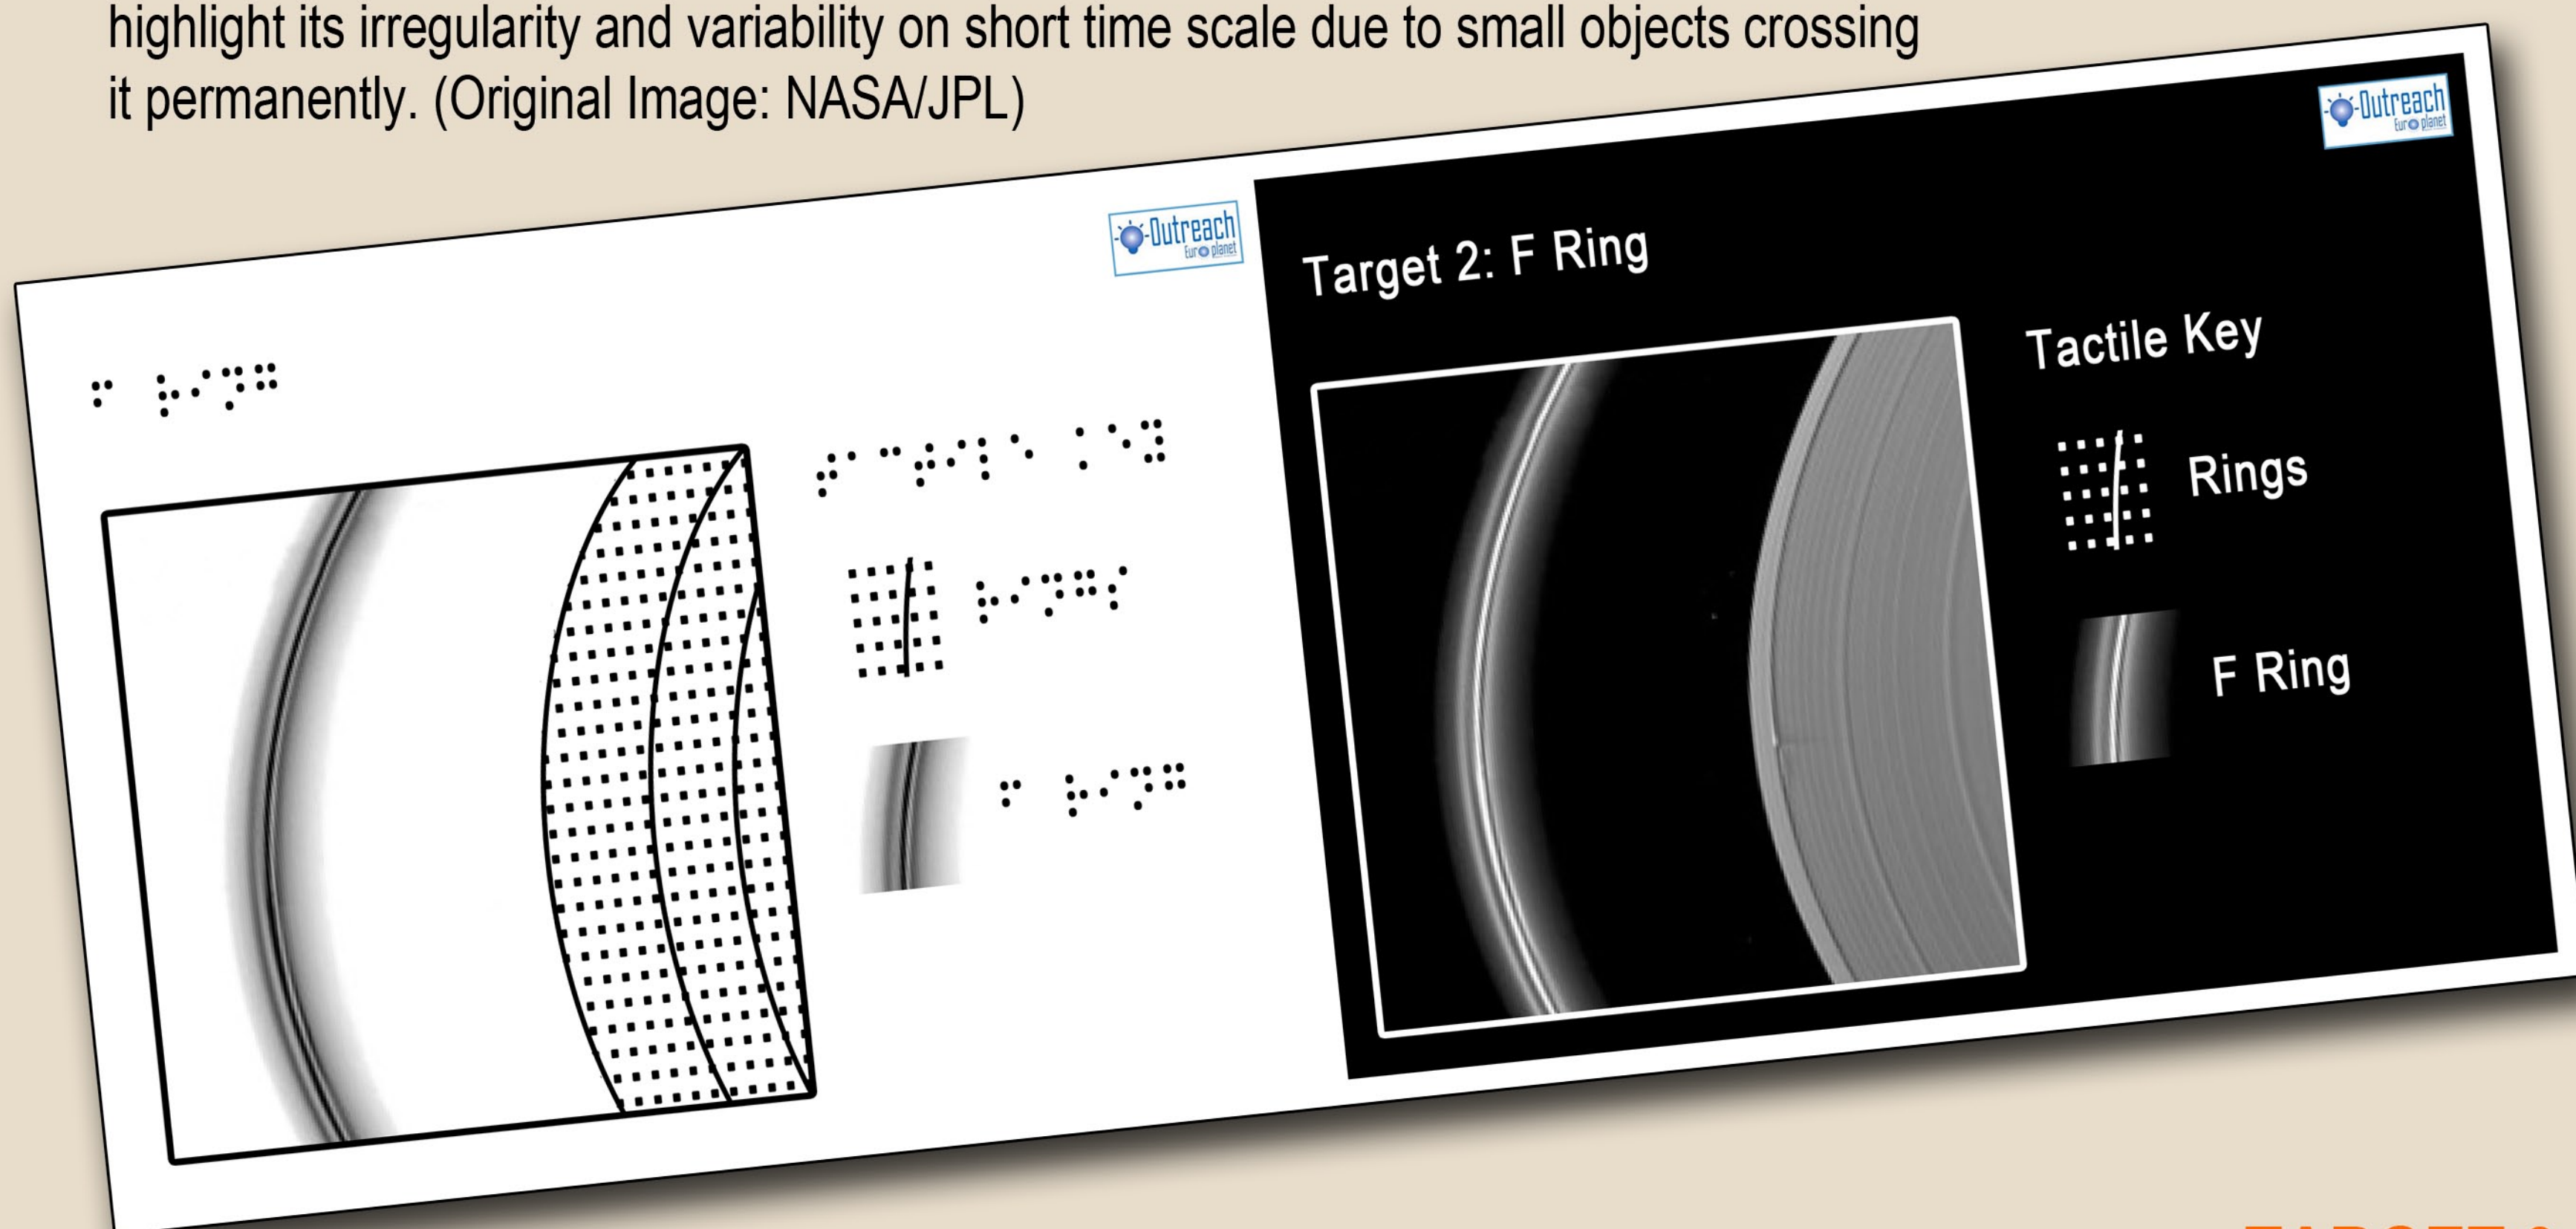 highlight its irregularity and variability on short time scale due to small objects crossing
it permanently. (Original Image: NASA/JPL)
Outreach
Europlanet
⠋ ⠗⠊⠝⠛
⠞⠁⠉⠞⠊⠇⠑ ⠅⠑⠽
⠗⠊⠝⠛⠎
⠋ ⠗⠊⠝⠛
Outreach
Europlanet
Target 2: F Ring
Tactile Key
Rings
F Ring